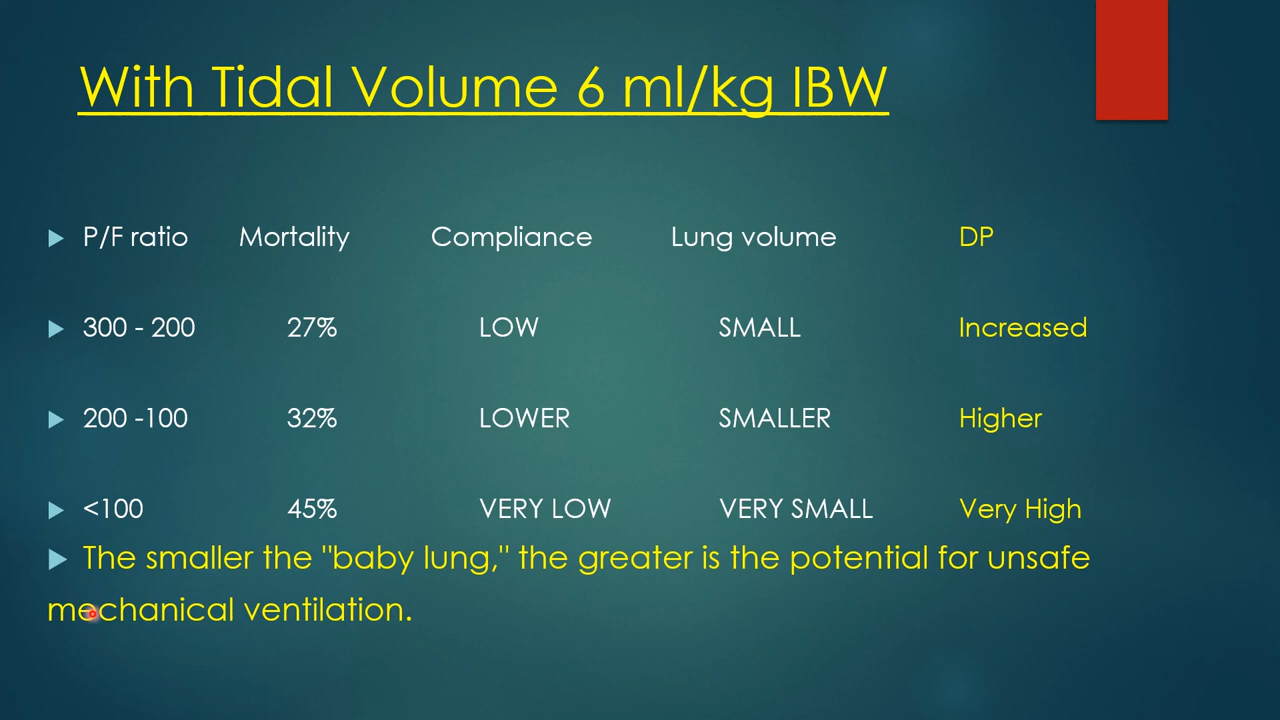 With Tidal Volume 6 ml/kg IBW
P/F ratio Mortality Compliance Lung volume DP
300 - 200 27% LOW SMALL Increased
200 -100 32% LOWER SMALLER Higher
<100 45% VERY LOW VERY SMALL Very High
The smaller the "baby lung," the greater is the potential for unsafe
mechanical ventilation.